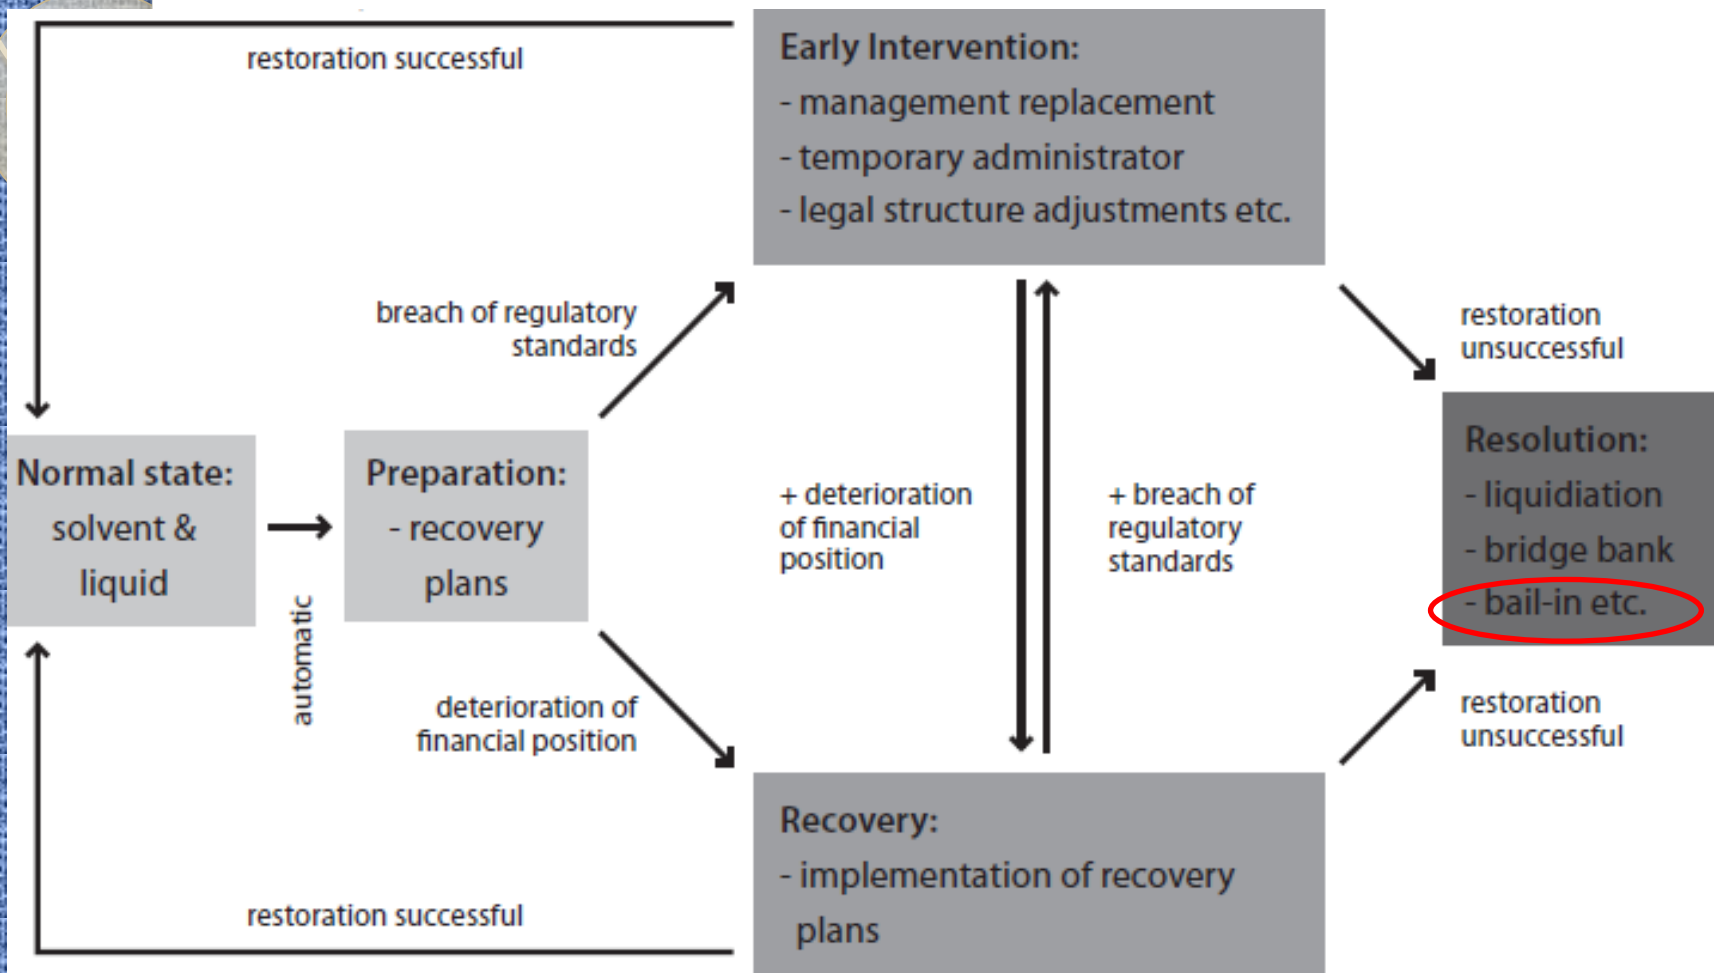 restoration successful
Early Intervention:
- management replacement
- temporary administrator
- legal structure adjustments etc.
breach of regulatory
standards
restoration
unsuccessful
Normal state:
solvent &
liquid
automatic
Preparation:
- recovery
plans
+ deterioration
of financial
position
+ breach of
regulatory
standards
Resolution:
- liquidiation
- bridge bank
- bail-in etc.
deterioration of
financial position
restoration
unsuccessful
Recovery:
- implementation of recovery
plans
restoration successful